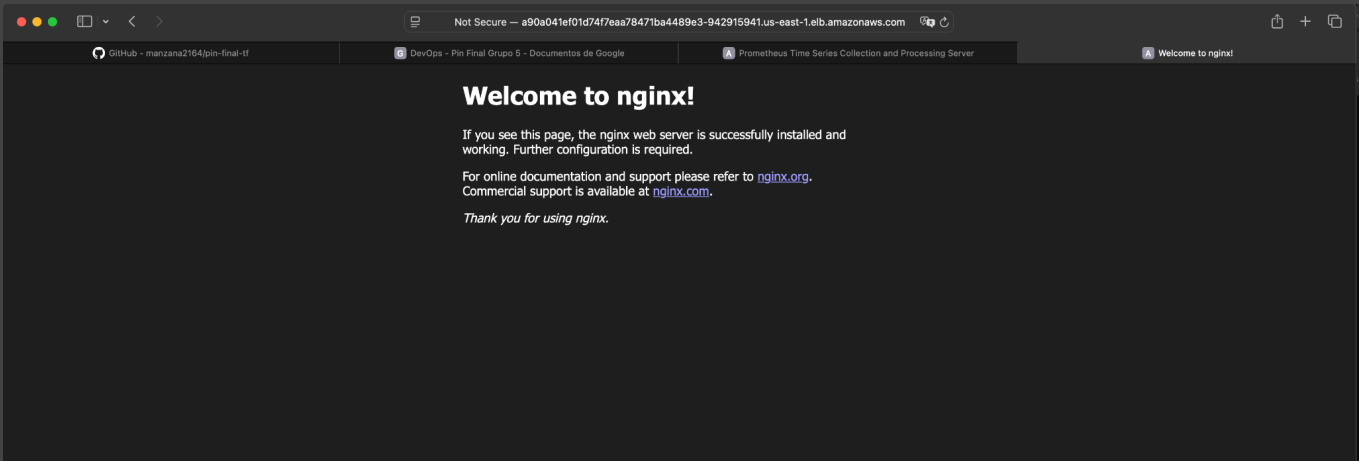 Not Secure — a90a041ef01d74f7eaa78471ba4489e3-942915941.us-east-1.elb.amazonaws.com
GitHub - manzana2164/pin-final-tf
G DevOps - Pin Final Grupo 5 - Documentos de Google
A Prometheus Time Series Collection and Processing Server
A Welcome to nginx!
Welcome to nginx!
If you see this page, the nginx web server is successfully installed and
working. Further configuration is required.
For online documentation and support please refer to nginx.org.
Commercial support is available at nginx.com.
Thank you for using nginx.